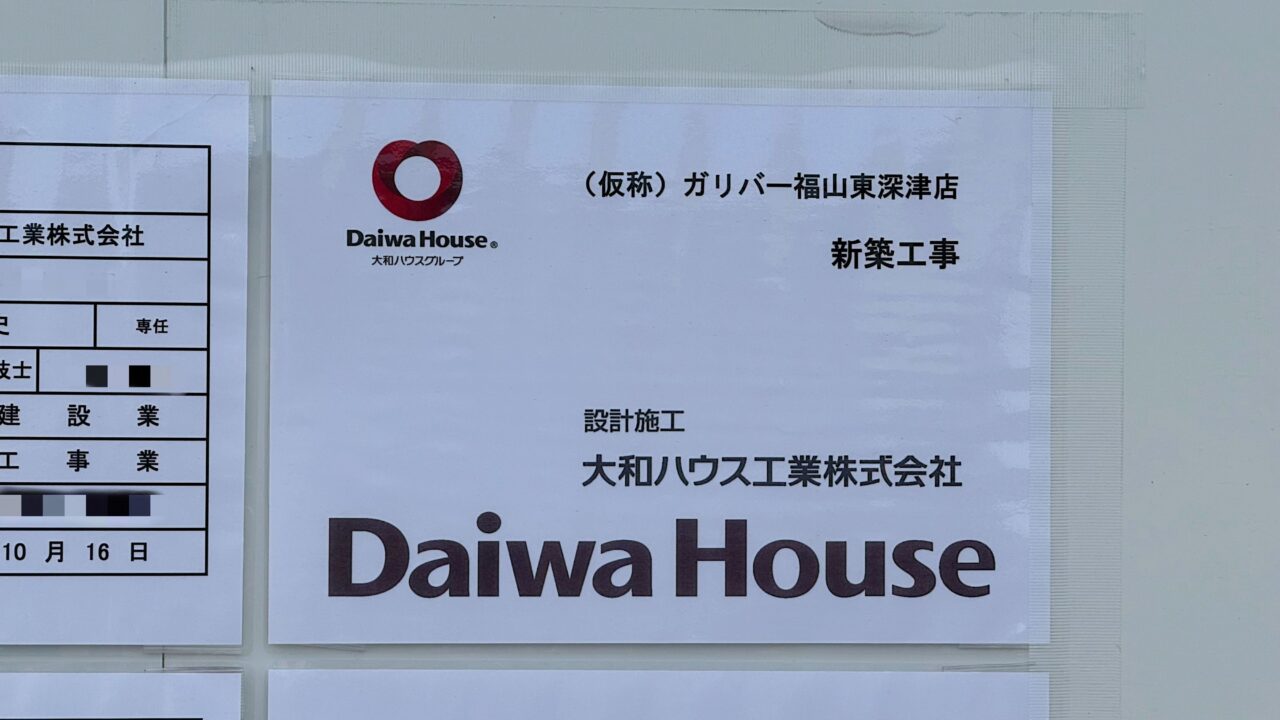 工業株式会社
専任
技士
建 設 業
工 事 業
10 月 16 日
Daiwa House®
大和ハウスグループ
（仮称）ガリバー福山東深津店
新築工事
設計施工
大和ハウス工業株式会社
Daiwa House